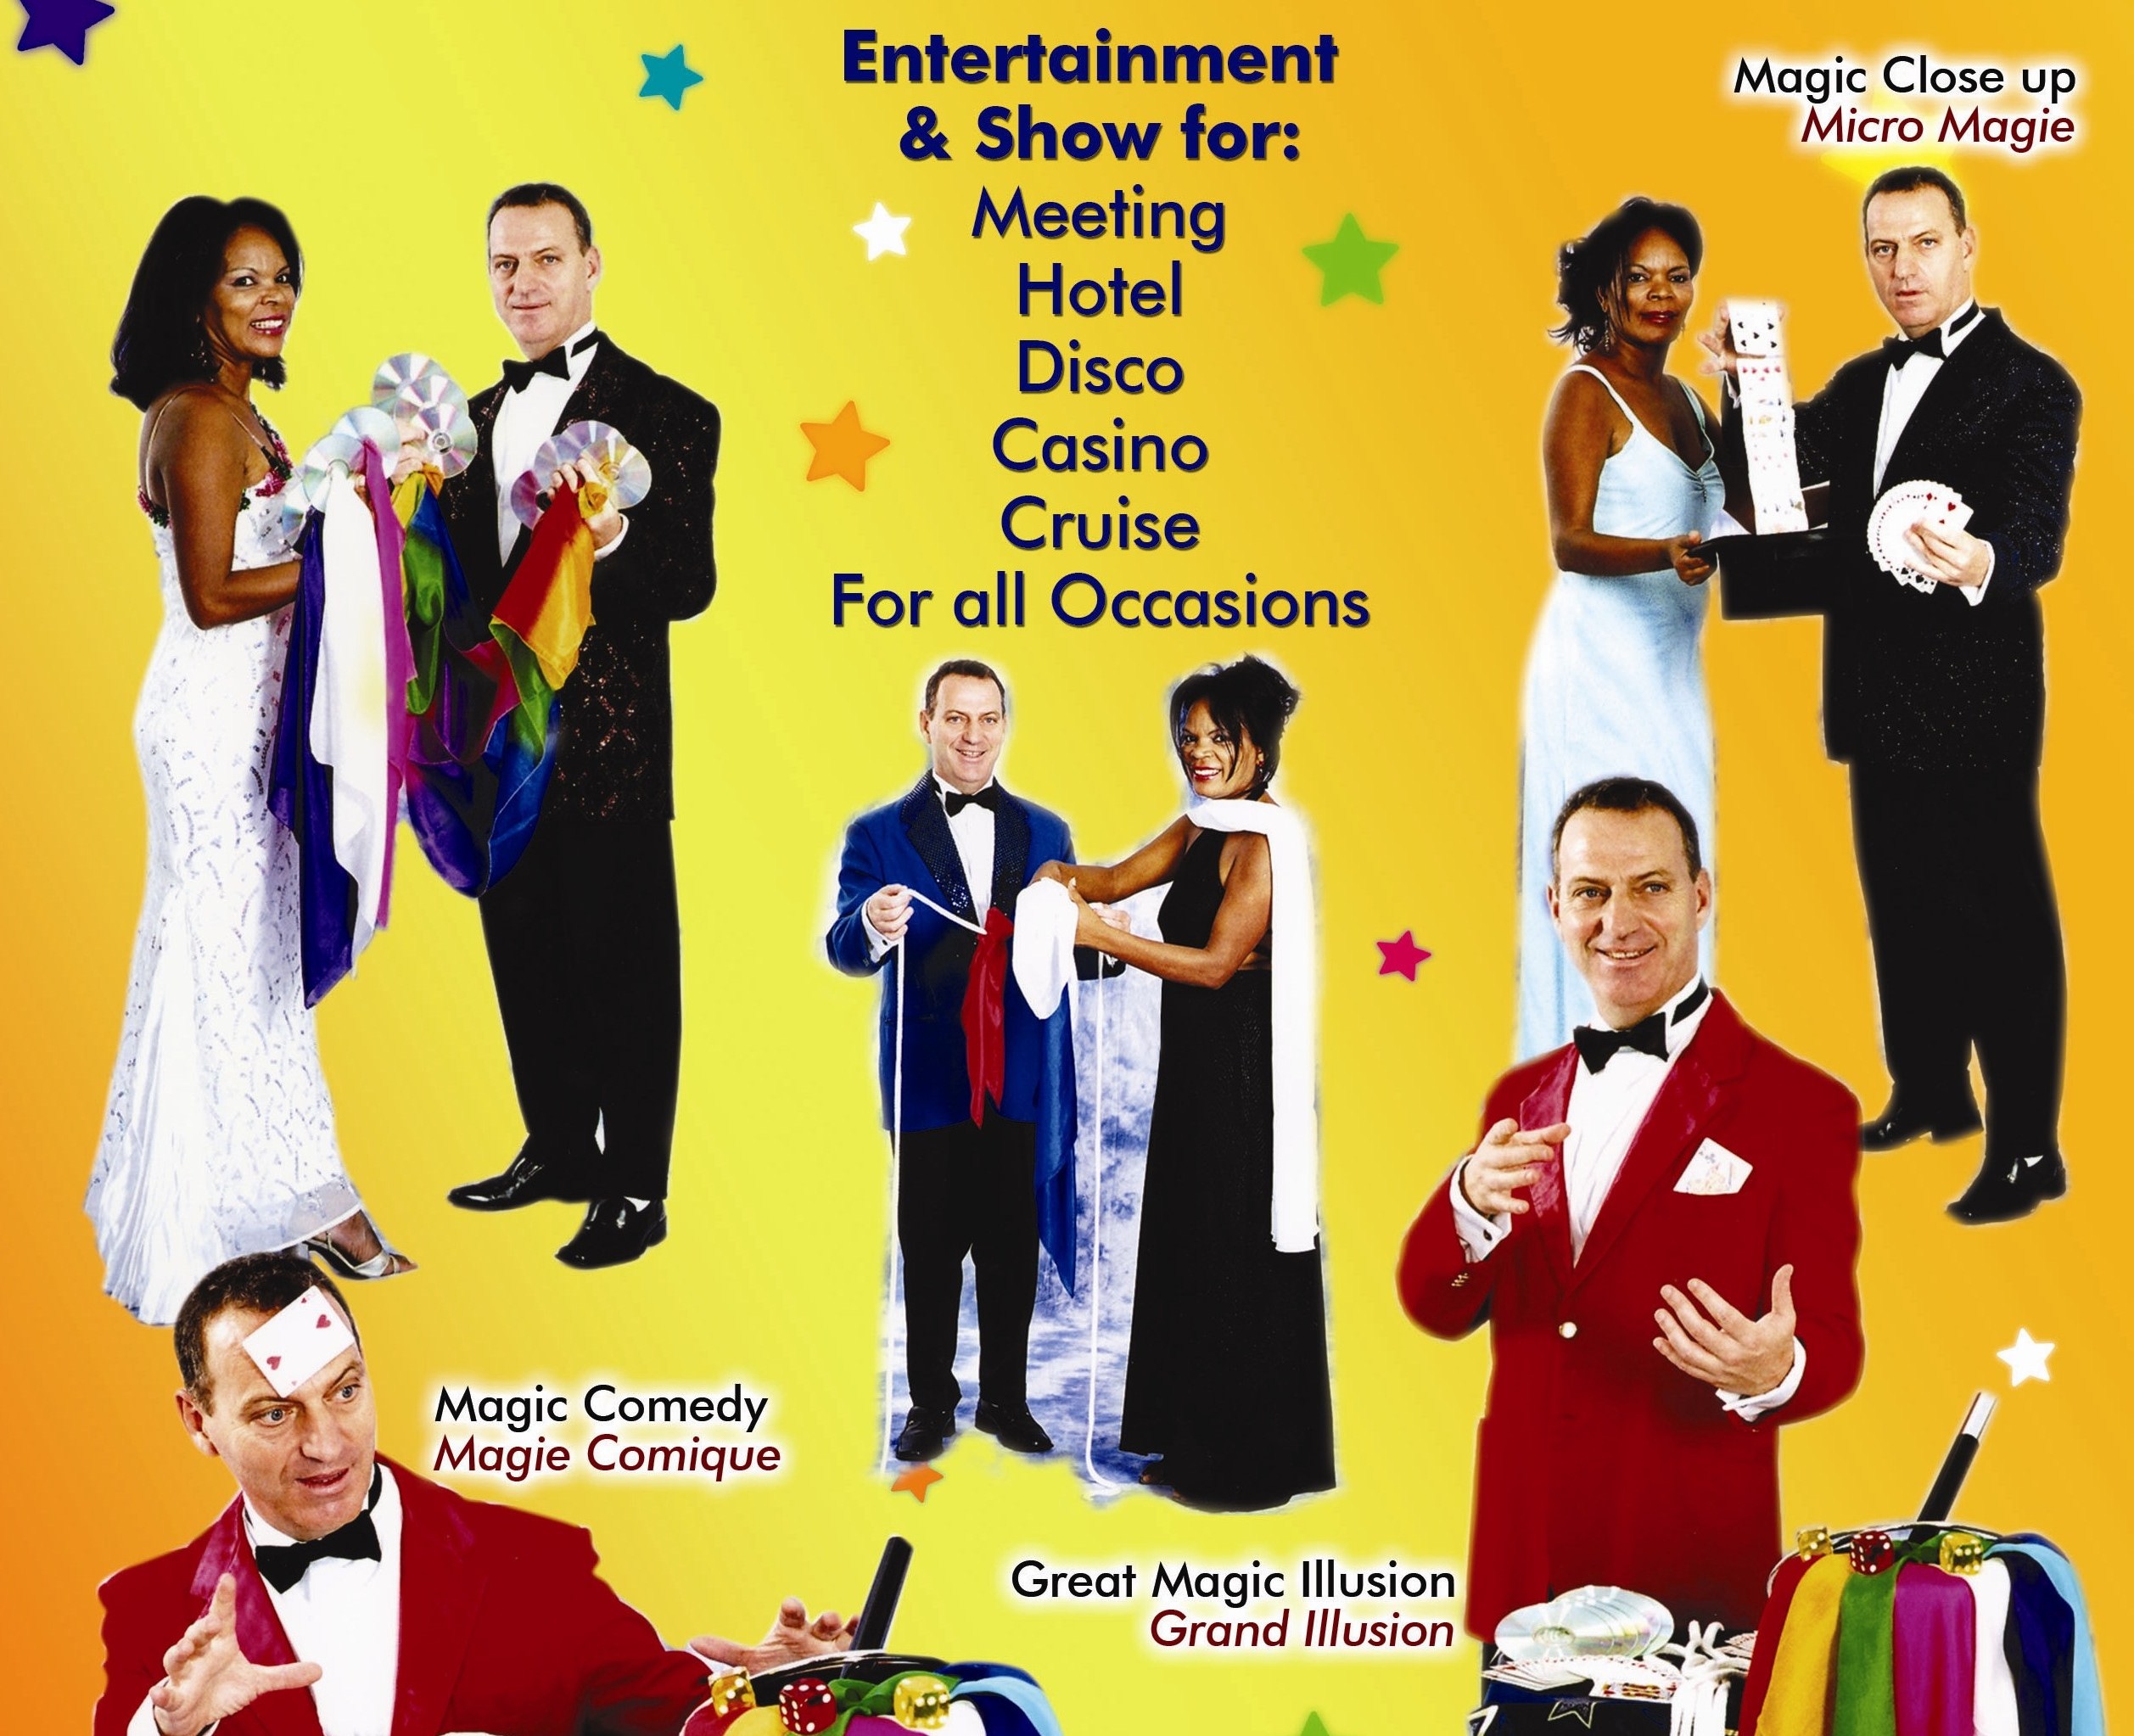 Entertainment
& Show for:
Meeting
Hotel
Disco
Casino
Cruise
For all Occasions
Magic Close up
Micro Magie
Magic Comedy
Magie Comique
Great Magic Illusion
Grand Illusion